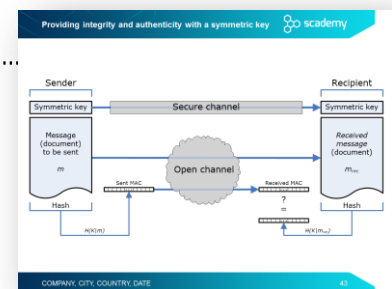 Providing integrity and authenticity with a symmetric key
scademy
Sender
Recipient
Symmetric key
Secure channel
Symmetric key
Message
(document)
to be sent
m
Received
message
(document)
m_rec
Open channel
Sent MAC
Received MAC
?
=
Hash
Hash
H(K|m)
H(K|m_rec)
COMPANY, CITY, COUNTRY, DATE
43